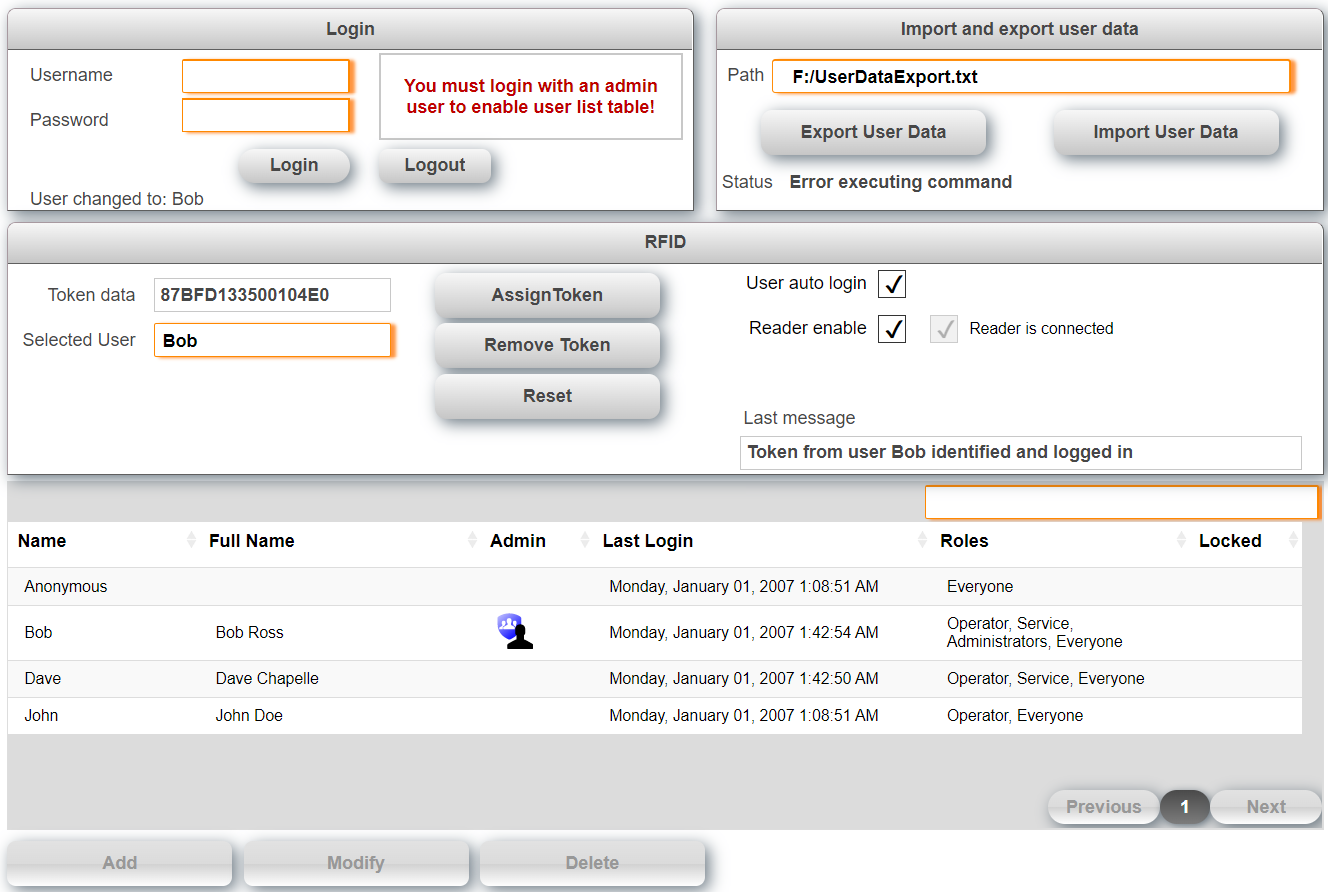 Login
Username
Password
You must login with an admin
user to enable user list table!
Login
Logout
User changed to: Bob
Import and export user data
Path
F:/UserDataExport.txt
Export User Data
Import User Data
Status
Error executing command
RFID
Token data
87BFD133500104E0
Selected User
Bob
AssignToken
Remove Token
Reset
User auto login
Reader enable
Reader is connected
Last message
Token from user Bob identified and logged in
Name Full Name Admin Last Login Roles Locked
Anonymous Monday, January 01, 2007 1:08:51 AM Everyone
Bob Bob Ross Monday, January 01, 2007 1:42:54 AM Operator, Service,
Administrators, Everyone
Dave Dave Chapelle Monday, January 01, 2007 1:42:50 AM Operator, Service, Everyone
John John Doe Monday, January 01, 2007 1:08:51 AM Operator, Everyone
Previous 1 Next
Add Modify Delete